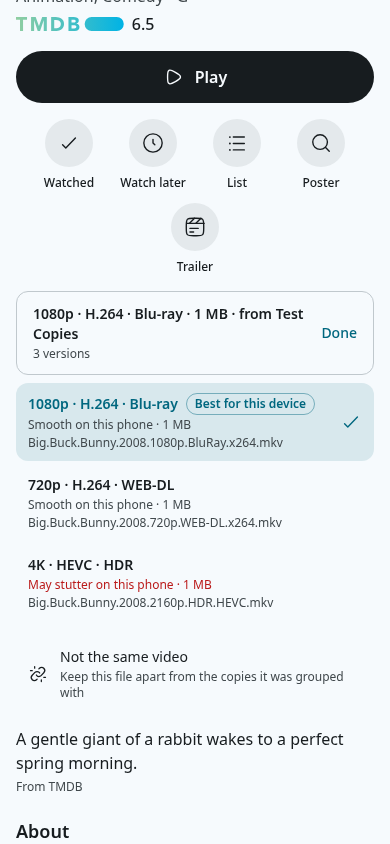 TMDB 6.5
Play
Watched
Watch later
List
Poster
Trailer
1080p · H.264 · Blu-ray · 1 MB · from Test
Copies
3 versions
Done
1080p · H.264 · Blu-ray
Best for this device
Smooth on this phone · 1 MB
Big.Buck.Bunny.2008.1080p.BluRay.x264.mkv
720p · H.264 · WEB-DL
Smooth on this phone · 1 MB
Big.Buck.Bunny.2008.720p.WEB-DL.x264.mkv
4K · HEVC · HDR
May stutter on this phone · 1 MB
Big.Buck.Bunny.2008.2160p.HDR.HEVC.mkv
Not the same video
Keep this file apart from the copies it was grouped
with
A gentle giant of a rabbit wakes to a perfect
spring morning.
From TMDB
About